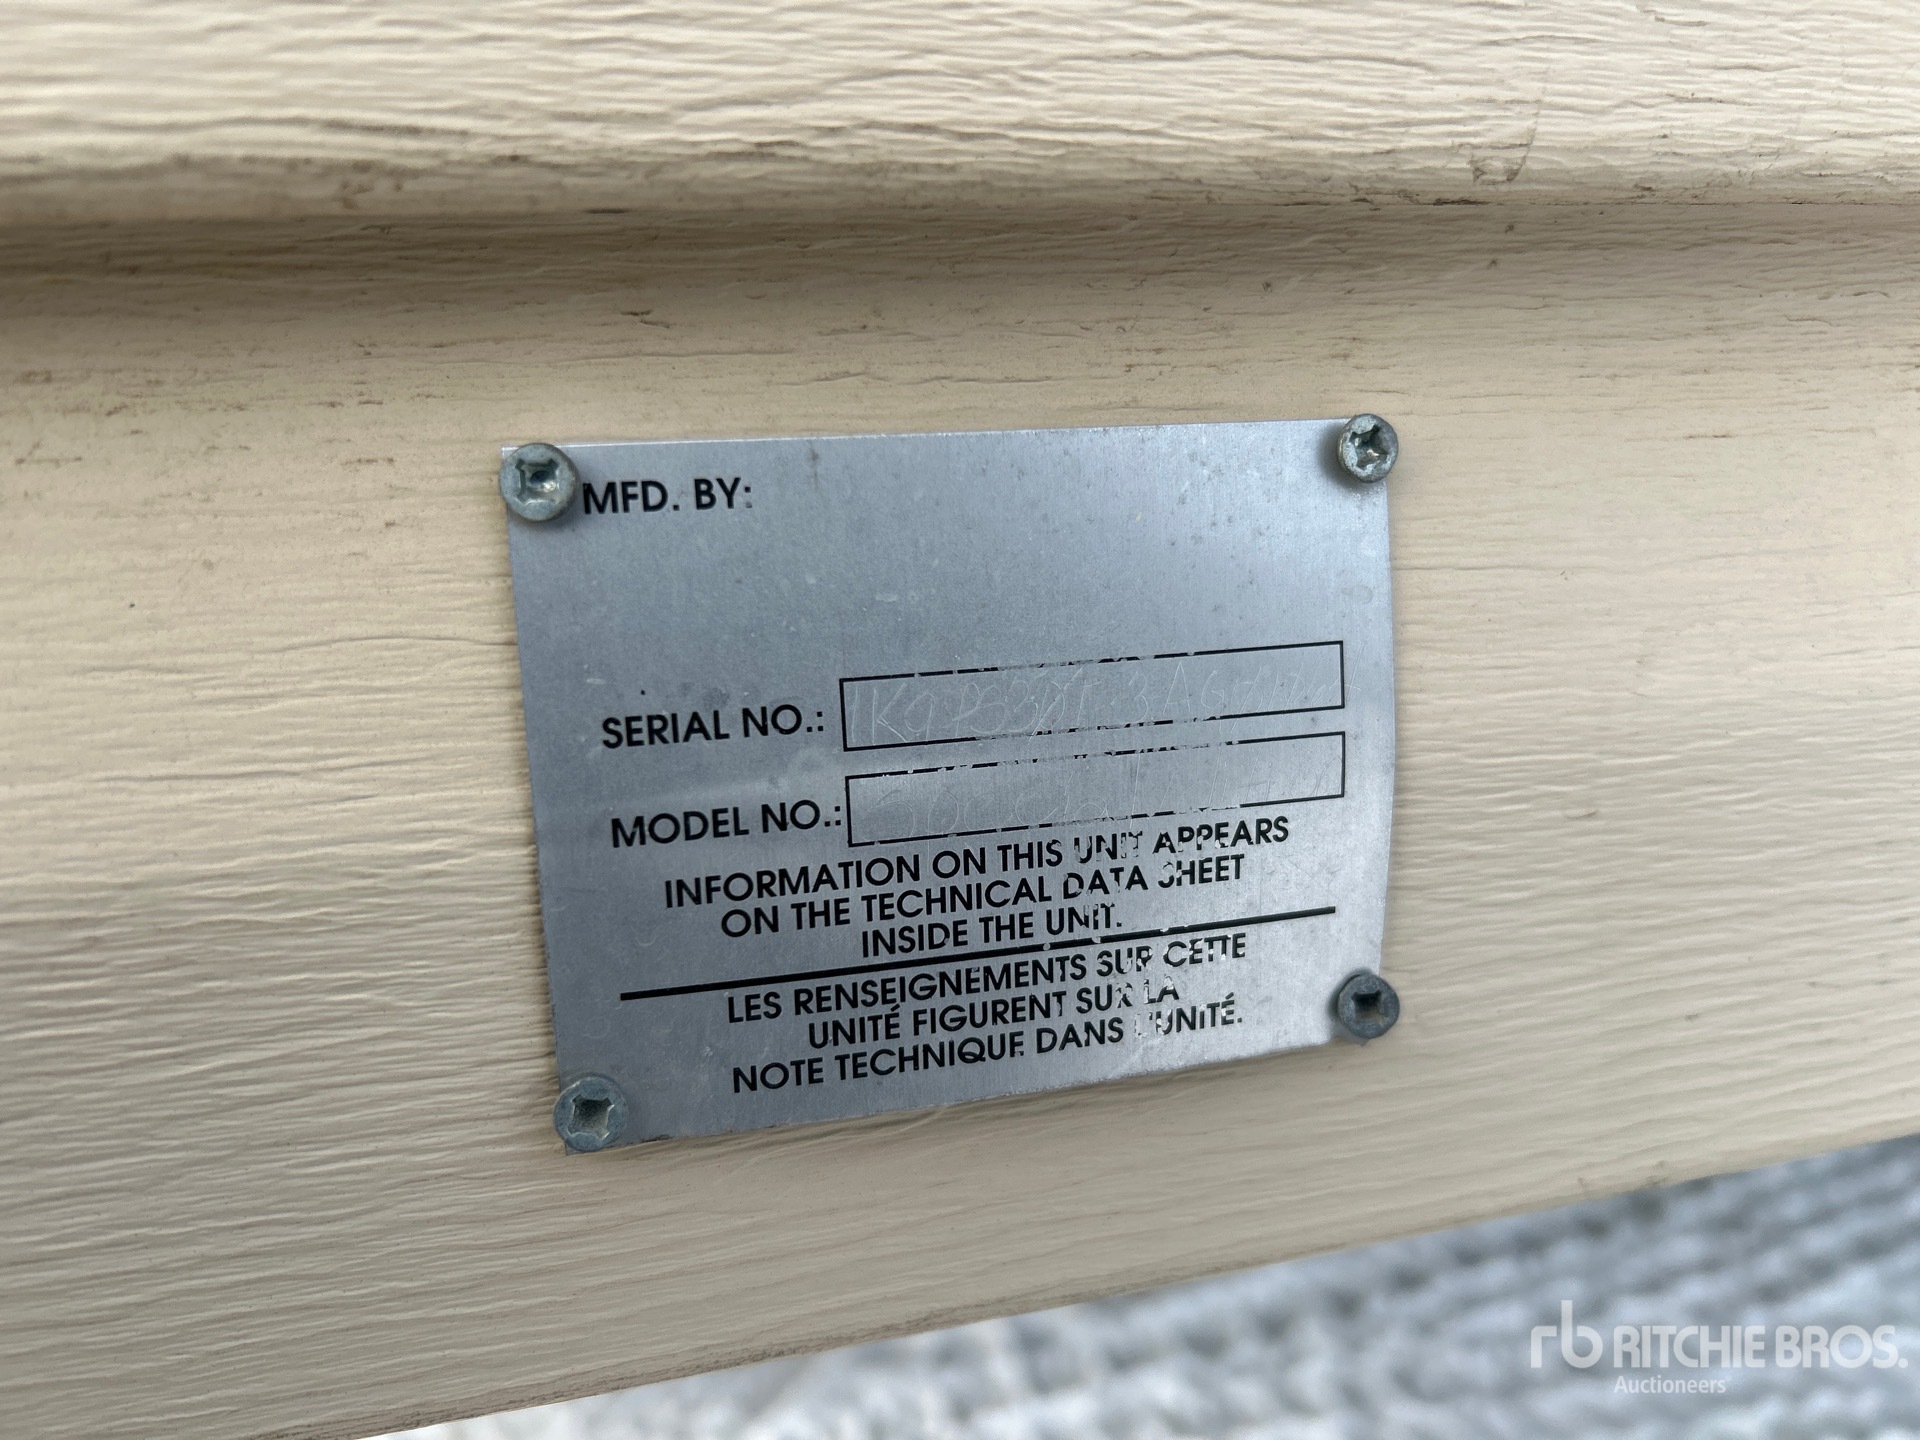 MFD. BY:
SERIAL NO.:
MODEL NO.:
INFORMATION ON THIS UNIT APPEARS
ON THE TECHNICAL DATA SHEET
INSIDE THE UNIT.
LES RENSEIGNEMENTS SUR CETTE
UNITÉ FIGURENT SUR LA
NOTE TECHNIQUE DANS L'UNITÉ.
rb RITCHIE BROS.
Auctioneers